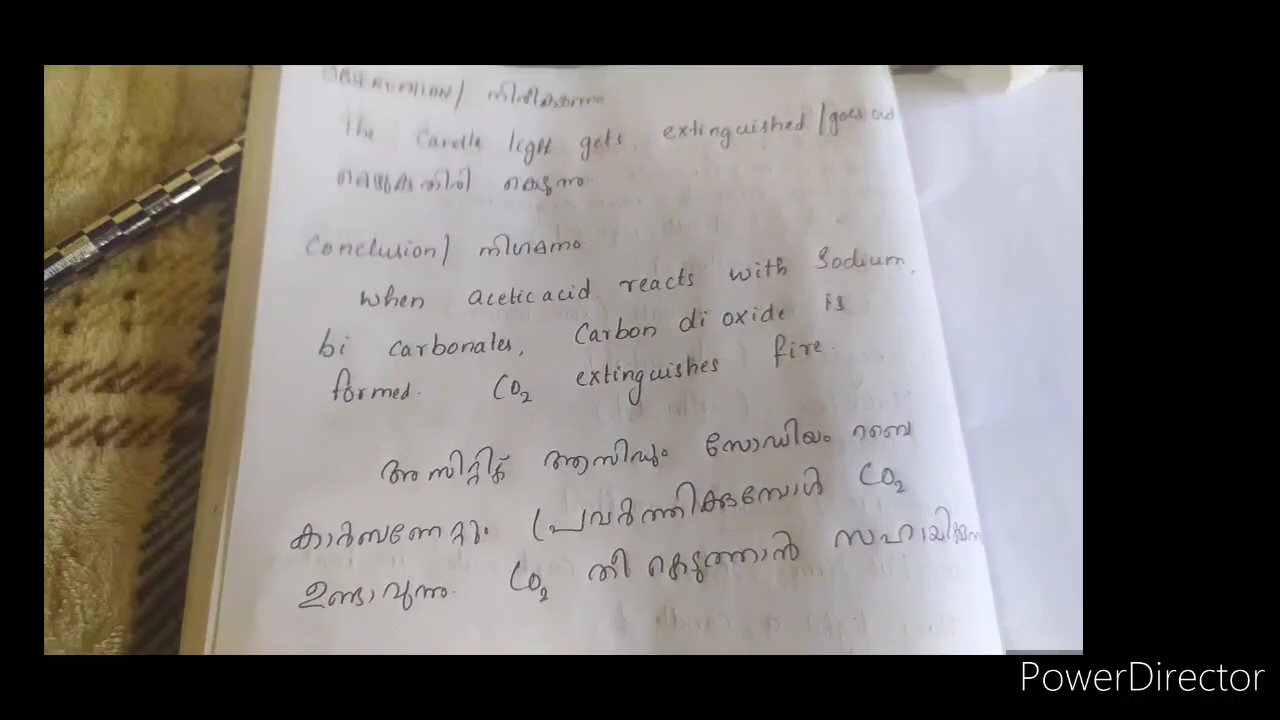 OBSERVATION/ നിരീക്ഷണം
The candle light gets extinguished/goes out
മെഴുകുതിരി കെടുന്നു
Conclusion/ നിഗമനം
when acetic acid reacts with Sodium
bi carbonates, Carbon di oxide is
formed. CO₂ extinguishes fire.
അസിറ്റിക് ആസിഡും സോഡിയം ബൈ
കാർബണേറ്റും പ്രവർത്തിക്കുമ്പോൾ CO₂
ഉണ്ടാവുന്നു. CO₂ തീ കെടുത്താൻ സഹായിക്കുന്നു
PowerDirector